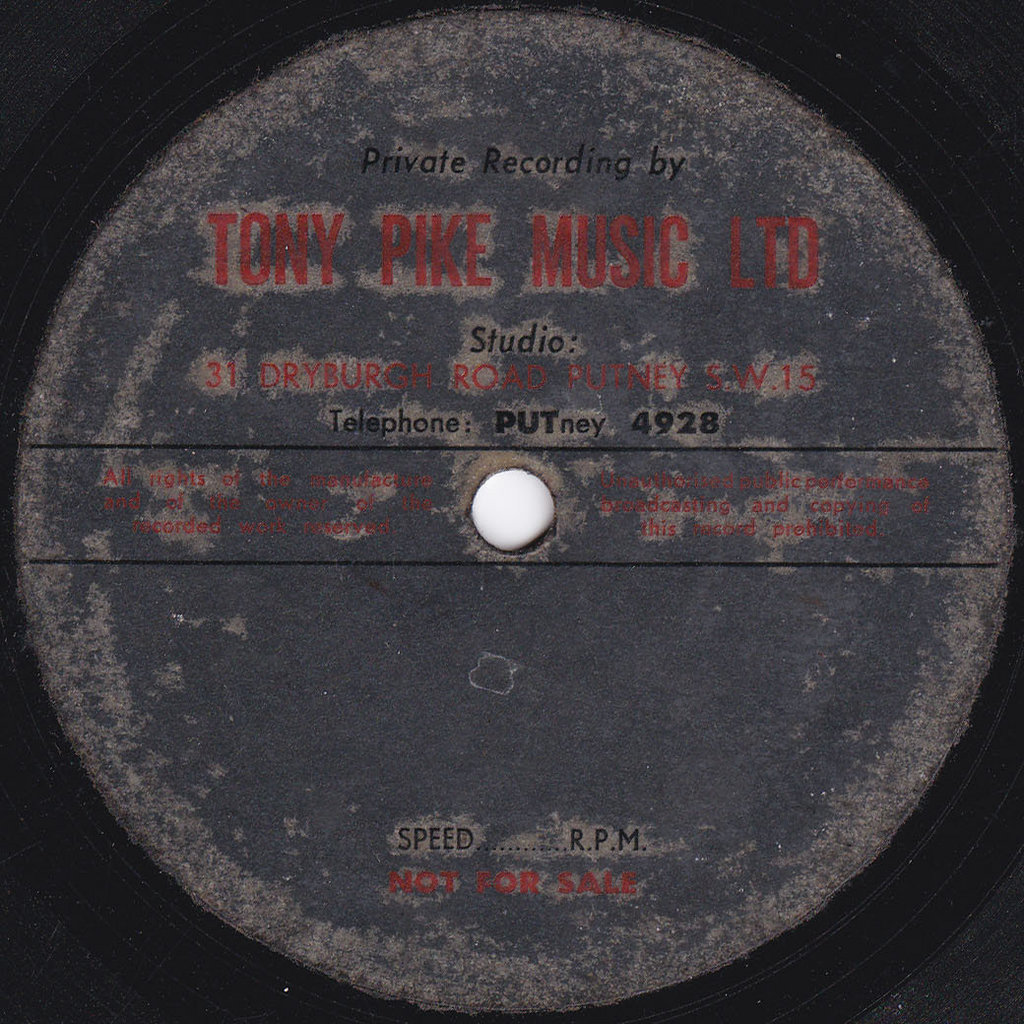 Private Recording by
TONY PIKE MUSIC LTD
Studio:
31 DRYBURGH ROAD PUTNEY S.W.15
Telephone: PUTney 4928
All rights of the manufacture
and of the owner of the
recorded work reserved.
Unauthorised public performance
broadcasting and copying of
this record prohibited.
SPEED...........R.P.M.
NOT FOR SALE